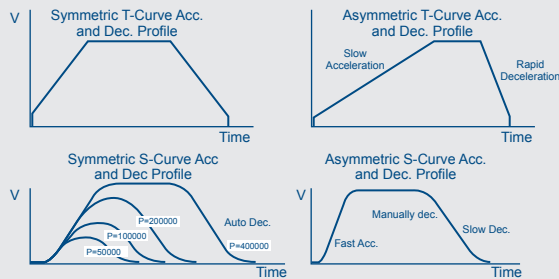 Symmetric T-Curve Acc.
and Dec. Profile
V
Time
Asymmetric T-Curve Acc.
and Dec. Profile
V
Slow
Acceleration
Rapid
Deceleration
Time
Symmetric S-Curve Acc
and Dec Profile
V
P=200000
P=100000
P=50000
Auto Dec.
P=400000
Time
Asymmetric S-Curve Acc.
and Dec. Profile
V
Manually dec.
Fast Acc.
Slow Dec.
Time